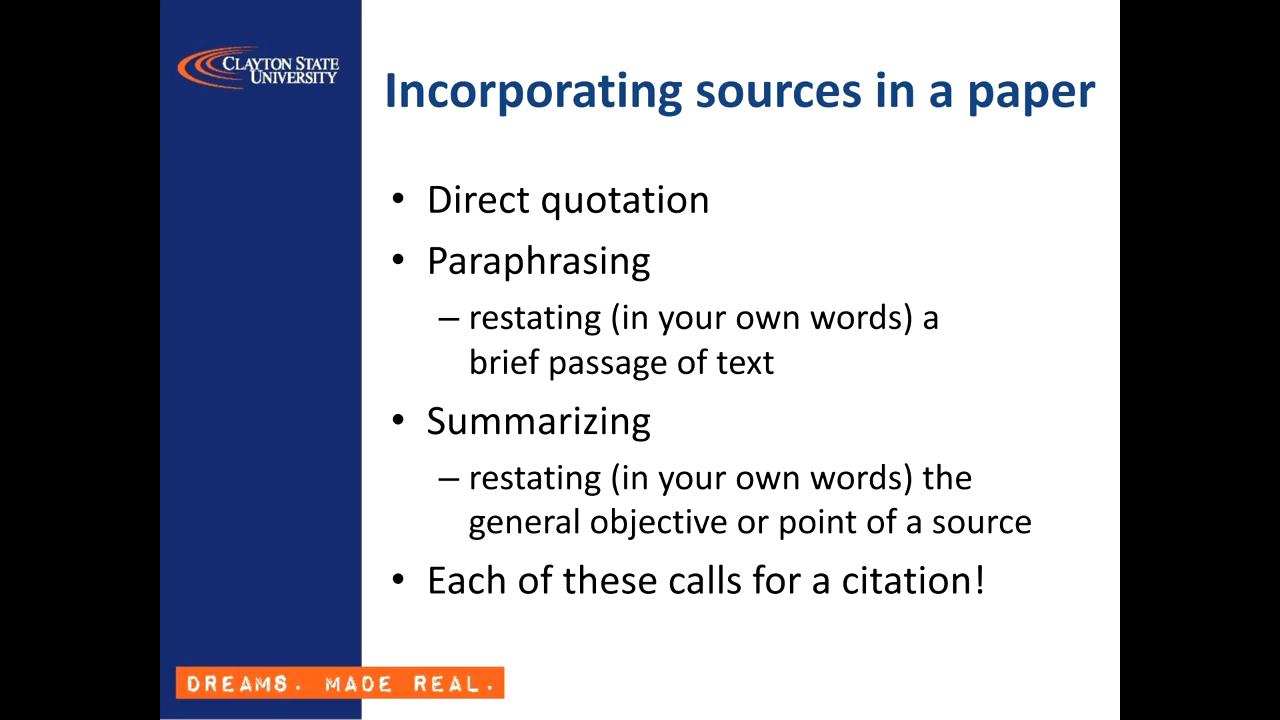 CLAYTON STATE
UNIVERSITY
Incorporating sources in a paper
• Direct quotation
• Paraphrasing
– restating (in your own words) a
brief passage of text
• Summarizing
– restating (in your own words) the
general objective or point of a source
• Each of these calls for a citation!
DREAMS. MADE REAL.